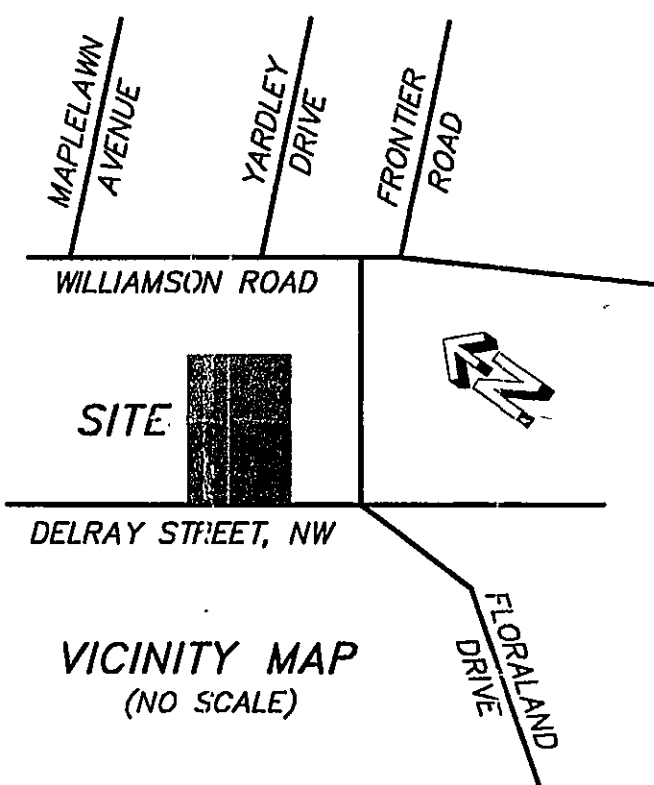 MAPLELAWN
AVENUE
YARDLEY
DRIVE
FRONTIER
ROAD
WILLIAMSON ROAD
N
SITE
DELRAY STREET, NW
FLORALAND
DRIVE
VICINITY MAP
(NO SCALE)